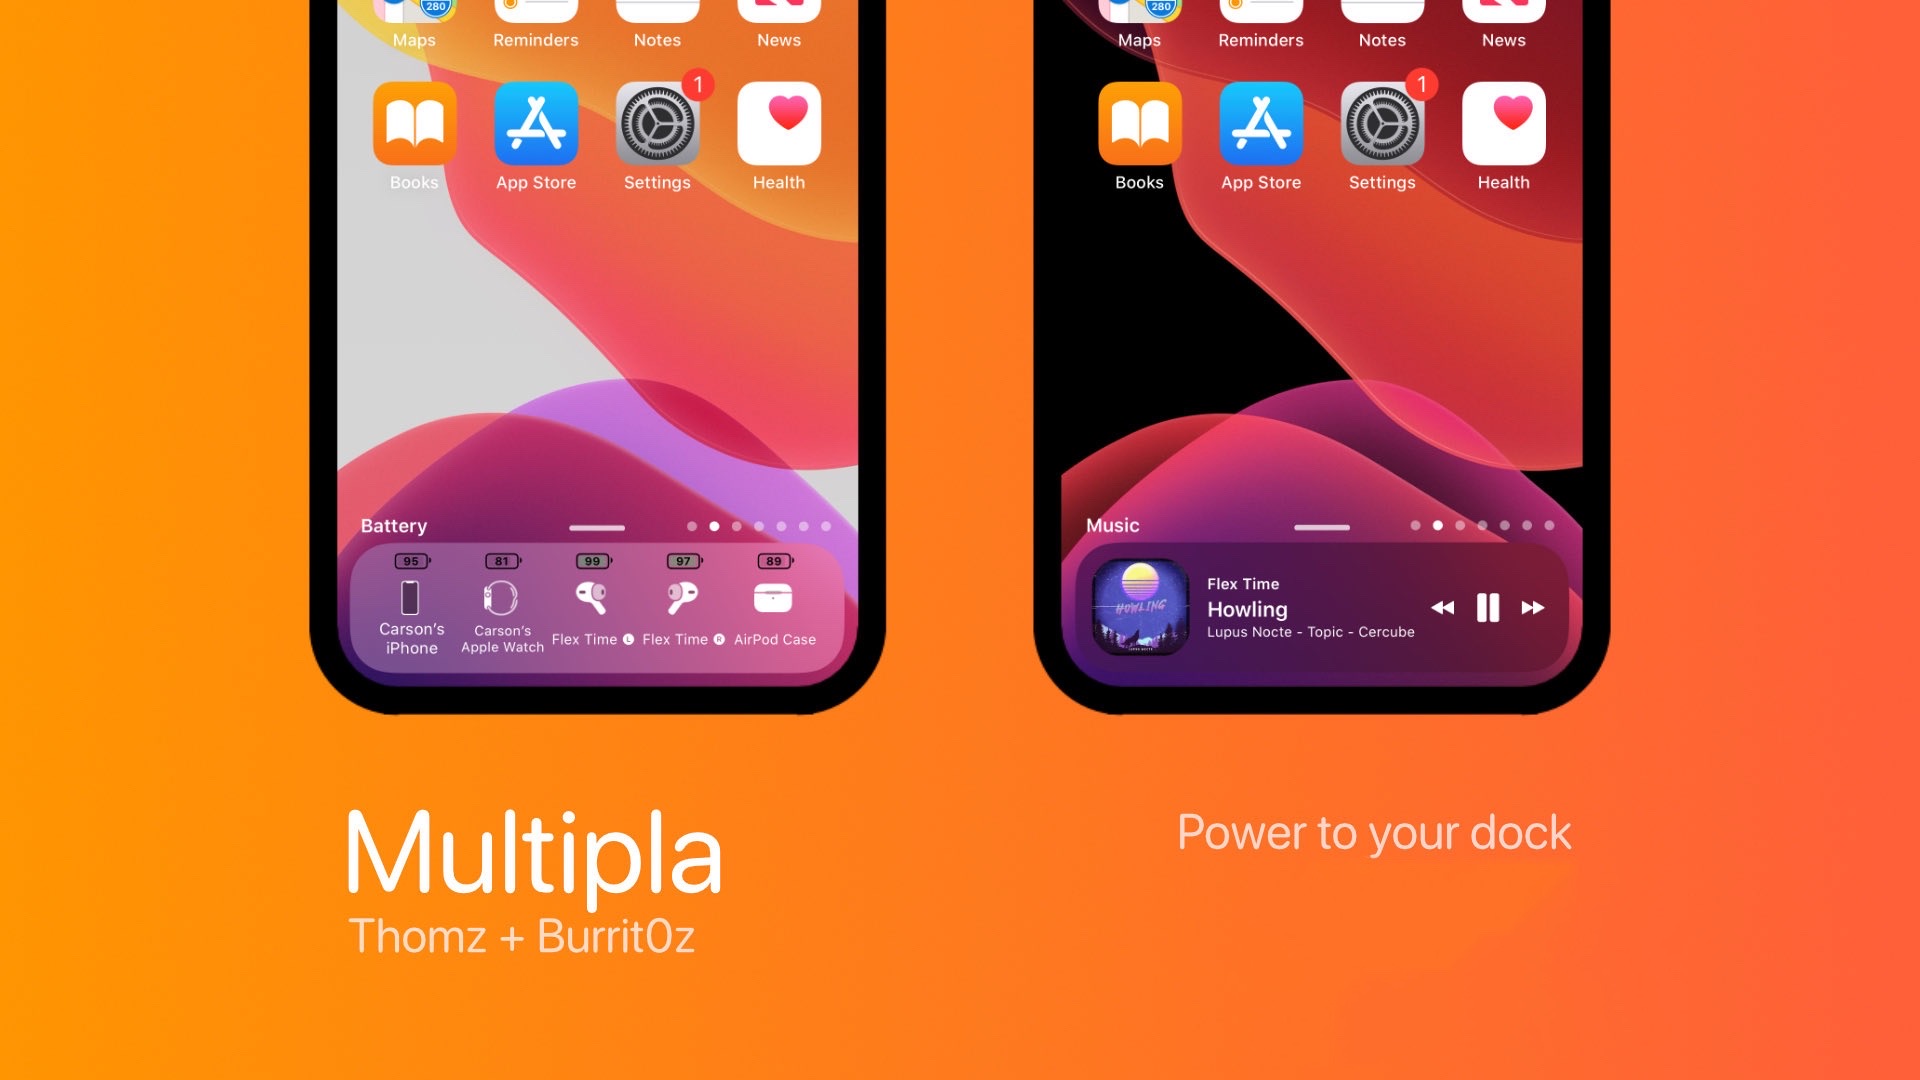 280
Maps
Reminders
Notes
News
1
Books
App Store
Settings
Health
Battery
95
81
99
97
89
Carson's
iPhone
Carson's
Apple Watch
Flex Time L
Flex Time R
AirPod Case
280
Maps
Reminders
Notes
News
1
Books
App Store
Settings
Health
Music
HOWLING
LUPUS NOCTE
Flex Time
Howling
Lupus Nocte - Topic - Cercube
Multipla
Thomz + Burrit0z
Power to your dock